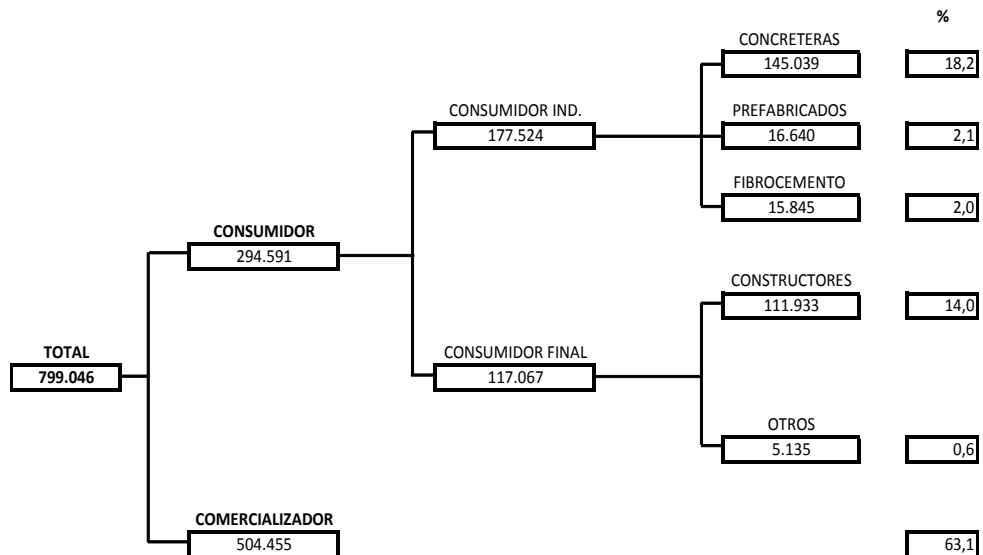 %
CONCRETERAS
145.039 18,2
CONSUMIDOR IND. PREFABRICADOS
177.524 16.640 2,1
FIBROCEMENTO
15.845 2,0
CONSUMIDOR
294.591
CONSTRUCTORES
111.933 14,0
TOTAL CONSUMIDOR FINAL
799.046 117.067
OTROS
5.135 0,6
COMERCIALIZADOR
504.455 63,1